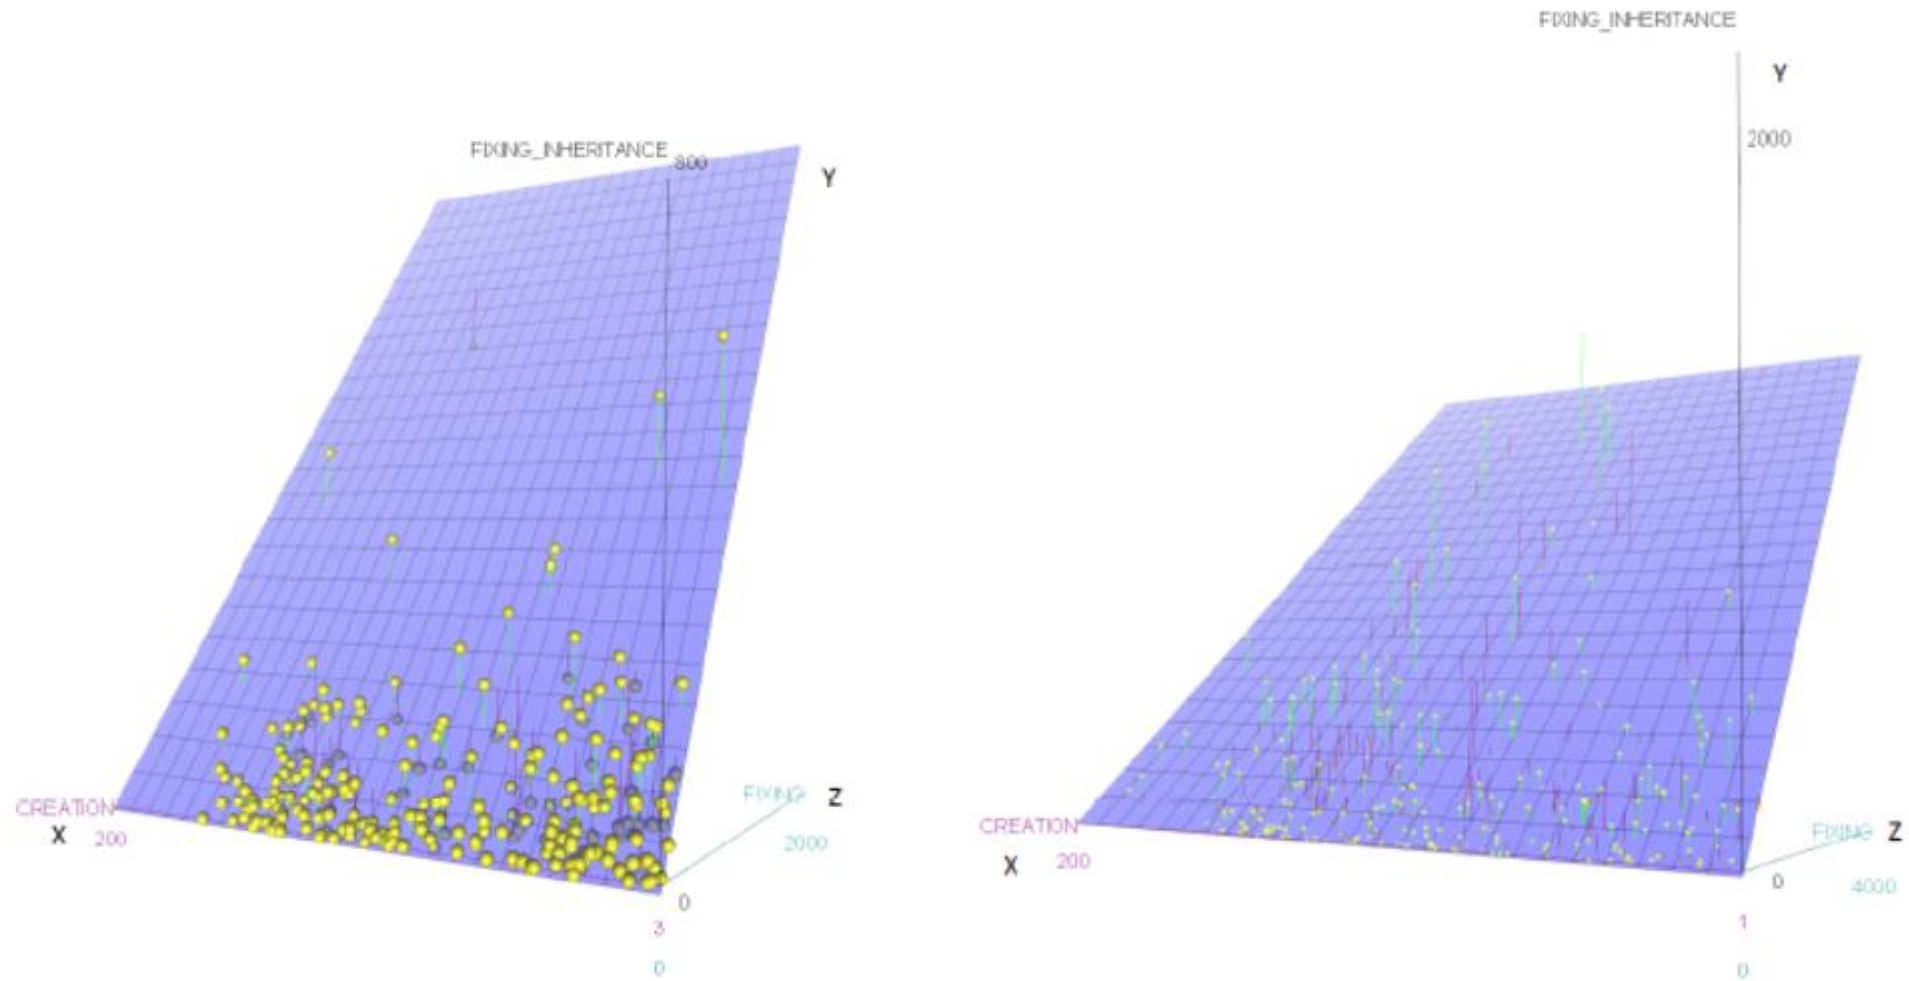 FIXING_INHERITANCE
800
Y
CREATION
X
200
FIXING
Z
2000
0
3
0
FIXING_INHERITANCE
Y
2000
CREATION
X
200
FIXING
Z
4000
0
1
0